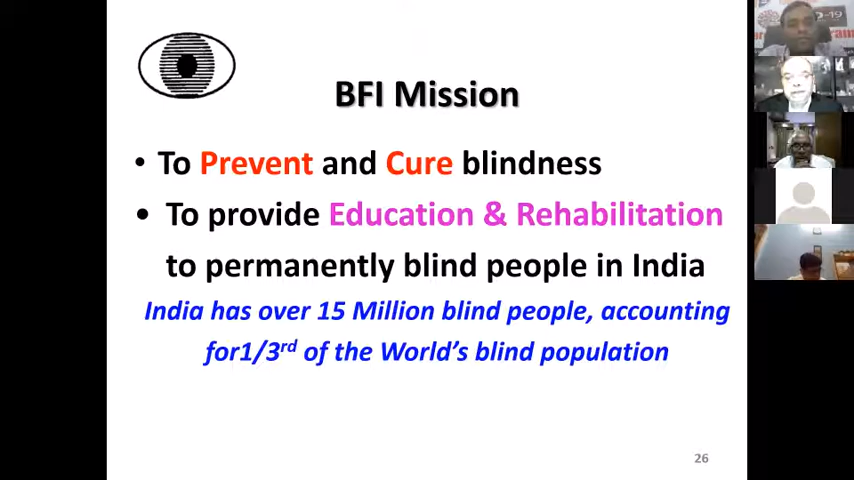 BFI Mission
• To Prevent and Cure blindness
• To provide Education & Rehabilitation
to permanently blind people in India
India has over 15 Million blind people, accounting
for1/3rd of the World's blind population
26